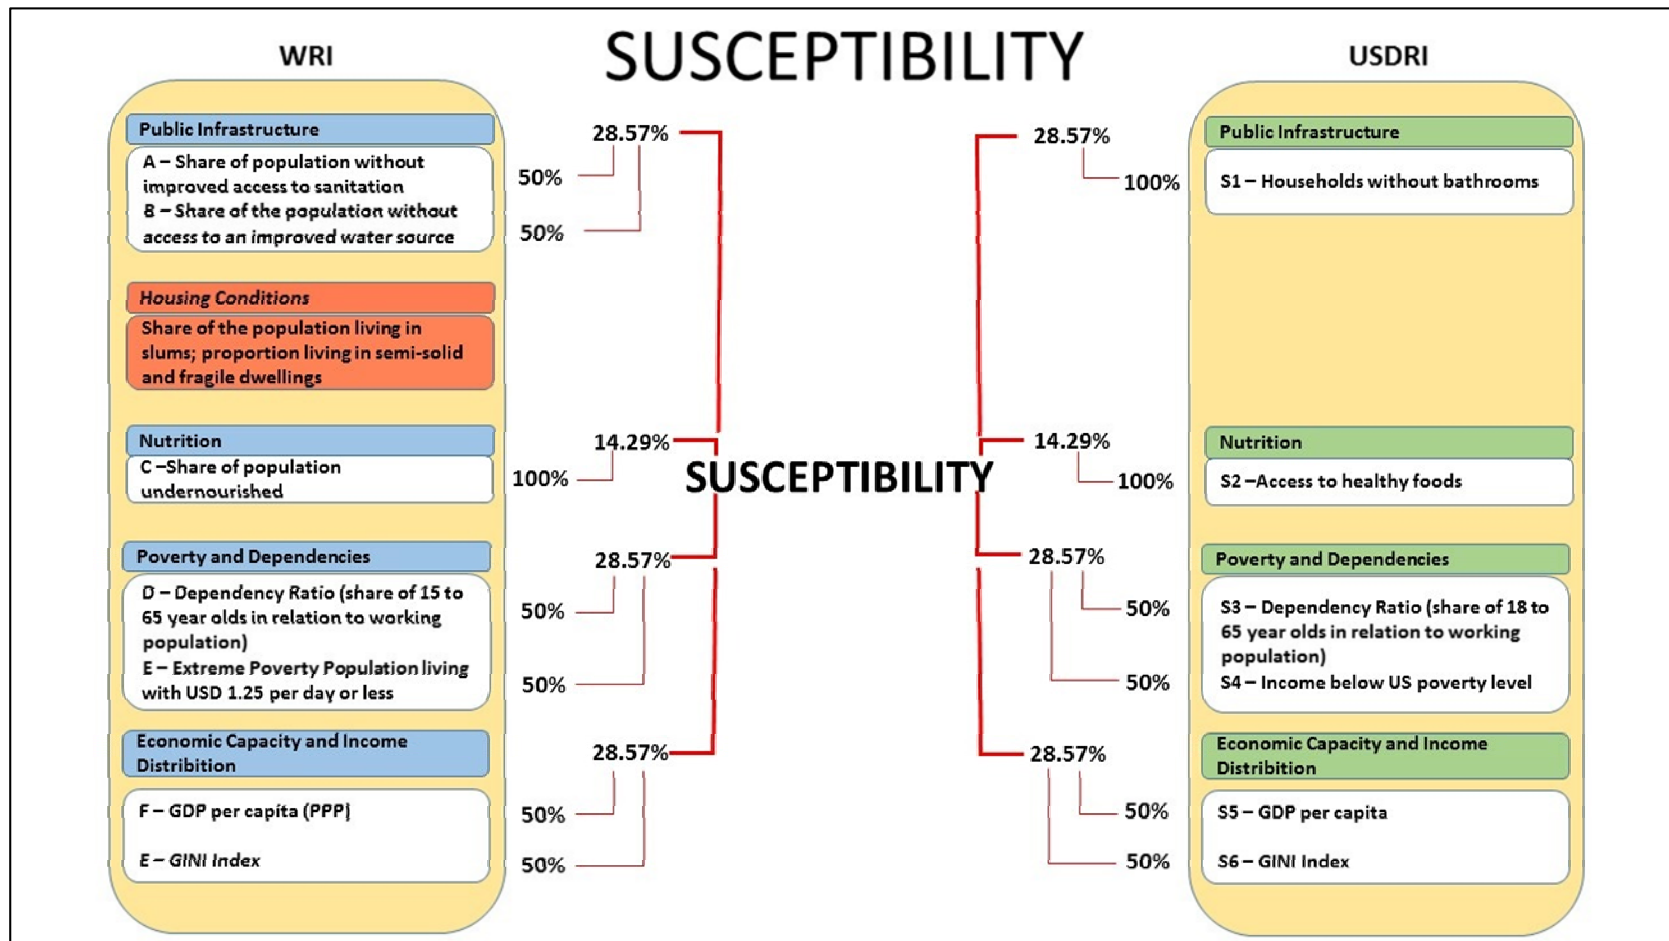 SUSCEPTIBILITY
WRI
Public Infrastructure
A – Share of population without
improved access to sanitation
B – Share of the population without
access to an improved water source
Housing Conditions
Share of the population living in
slums; proportion living in semi-solid
and fragile dwellings
Nutrition
C –Share of population
undernourished
Poverty and Dependencies
D – Dependency Ratio (share of 15 to
65 year olds in relation to working
population)
E – Extreme Poverty Population living
with USD 1.25 per day or less
Economic Capacity and Income
Distribition
F – GDP per capita (PPP)
E – GINI Index
28.57%
50%
50%
14.29%
100%
28.57%
50%
50%
28.57%
50%
50%
SUSCEPTIBILITY
28.57%
100%
14.29%
100%
28.57%
50%
50%
28.57%
50%
50%
USDRI
Public Infrastructure
S1 – Households without bathrooms
Nutrition
S2 –Access to healthy foods
Poverty and Dependencies
S3 – Dependency Ratio (share of 18 to
65 year olds in relation to working
population)
S4 – Income below US poverty level
Economic Capacity and Income
Distribition
S5 – GDP per capita
S6 – GINI Index